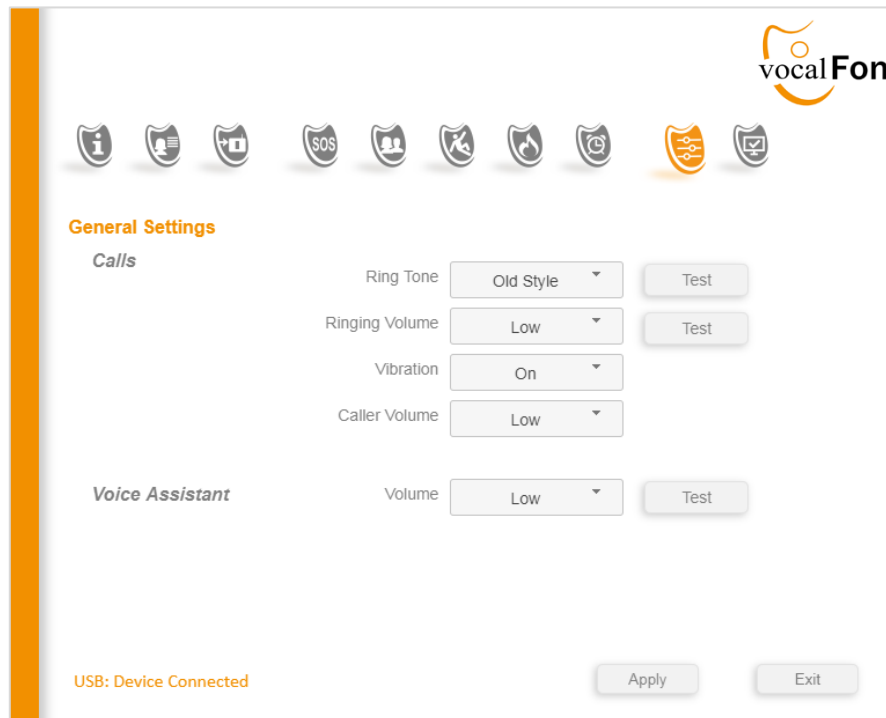 vocalFon
SOS
General Settings
Calls
Ring Tone Old Style Test
Ringing Volume Low Test
Vibration On
Caller Volume Low
Voice Assistant Volume Low Test
USB: Device Connected Apply Exit